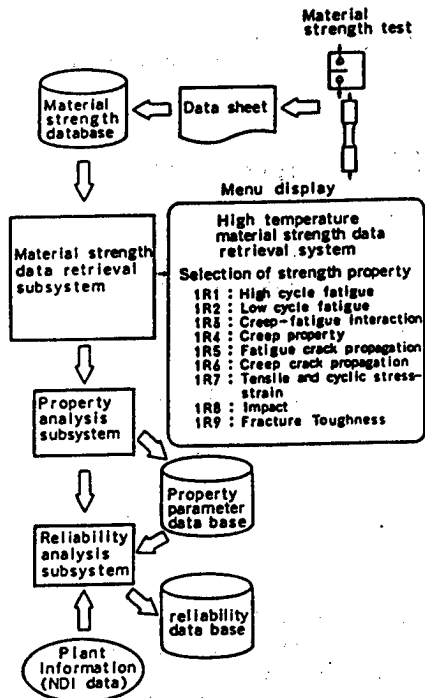 Material
strength test
Material
strength
database
Data sheet
Menu display
High temperature
material strength data
retrieval system
Selection of strength property
1R1 : High cycle fatigue
1R2 : Low cycle fatigue
1R3 : Creep-fatigue interaction
1R4 : Creep property
1R5 : Fatigue crack propagation
1R6 : Creep crack propagation
1R7 : Tensile and cyclic stress-
strain
1R8 : Impact
1R9 : Fracture Toughness
Material strength
data retrieval
subsystem
Property
analysis
subsystem
Property
parameter
data base
Reliability
analysis
subsystem
reliability
data base
Plant
Information
(NDI data)